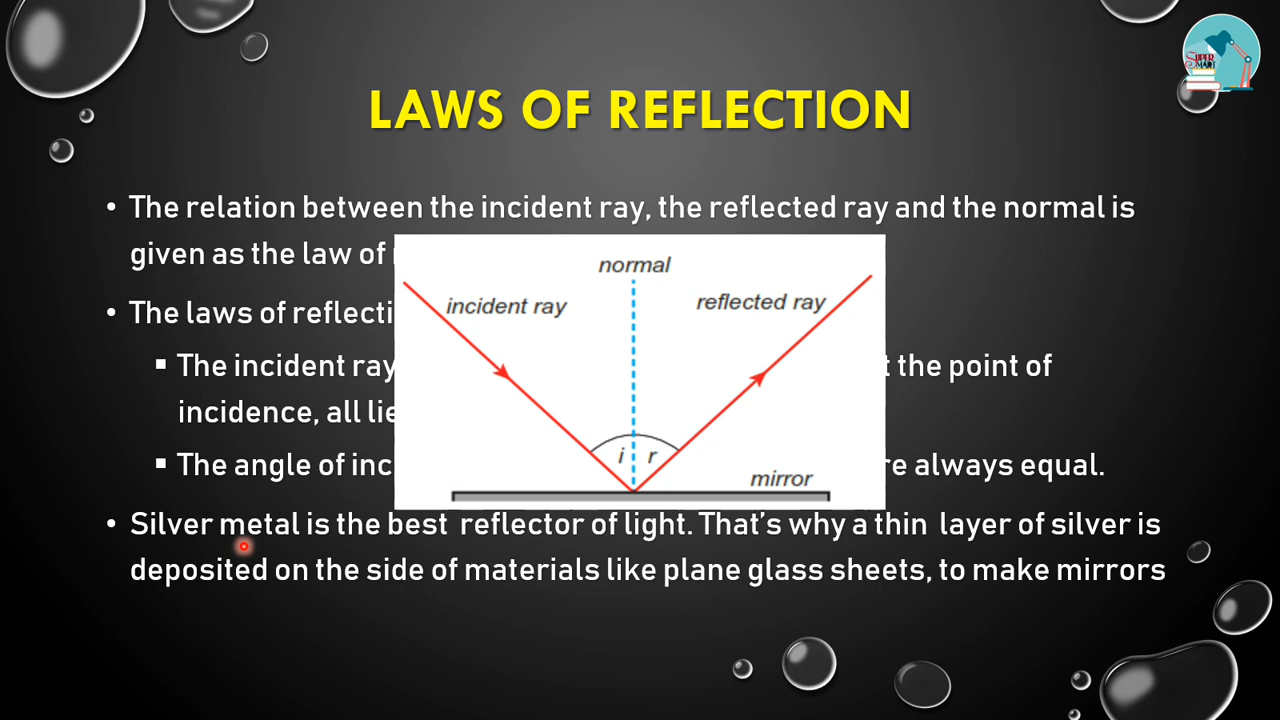 SUPER
SMART
LAWS OF REFLECTION
• The relation between the incident ray, the reflected ray and the normal is
given as the law of
• The laws of reflecti
▪ The incident ray
t the point of
incidence, all lie
▪ The angle of inc
re always equal.
normal
incident ray
reflected ray
i
r
mirror
• Silver metal is the best reflector of light. That's why a thin layer of silver is
deposited on the side of materials like plane glass sheets, to make mirrors